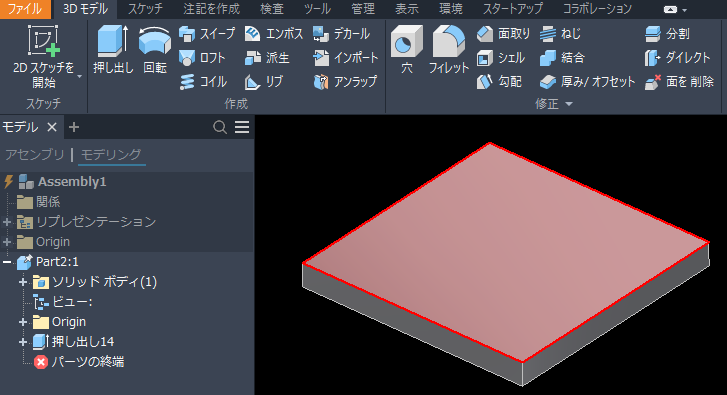 ファイル 3D モデル スケッチ 注記を作成 検査 ツール 管理 表示 環境 スタートアップ コラボレーション
2D スケッチを
開始
スケッチ
押し出し
回転
スイープ エンボス デカール
ロフト 派生 インポート
コイル リブ アンラップ
作成
穴
フィレット
面取り ねじ 分割
シェル 結合 ダイレクト
勾配 厚み/オフセット 面を削除
修正
モデル
アセンブリ モデリング
Assembly1
関係
リプレゼンテーション
Origin
Part2:1
ソリッド ボディ(1)
ビュー:
Origin
押し出し14
パーツの終端